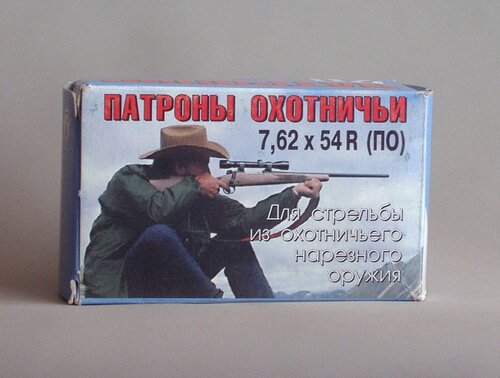 ПАТРОНЫ ОХОТНИЧЬИ
7,62 x 54 R (ПО)
Для стрельбы
из охотничьего
нарезного
оружия